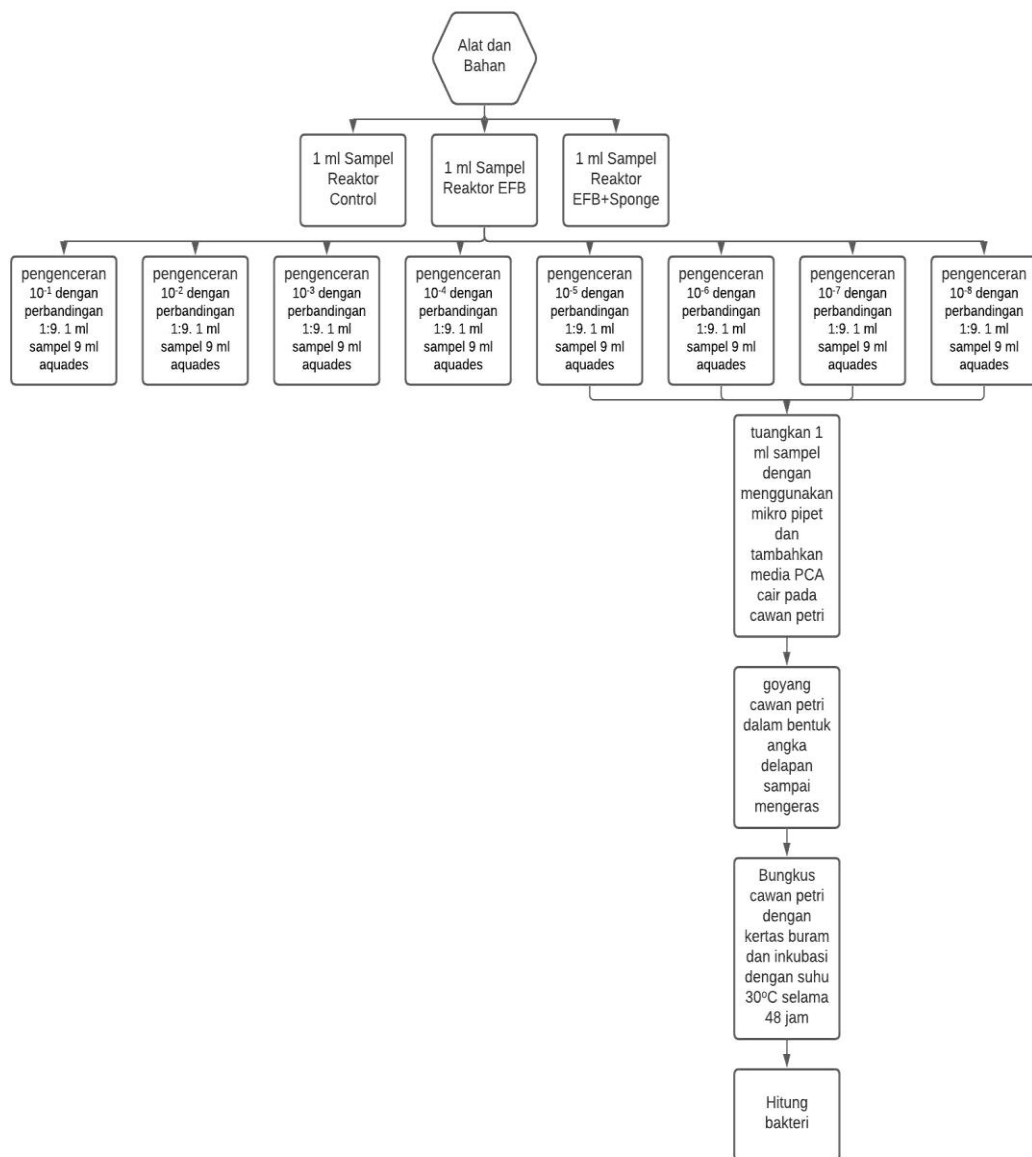 Alat dan
Bahan
1 ml Sampel
Reaktor
Control
1 ml Sampel
Reaktor EFB
1 ml Sampel
Reaktor
EFB+Sponge
pengenceran
10⁻¹ dengan
perbandingan
1:9. 1 ml
sampel 9 ml
aquades
pengenceran
10⁻² dengan
perbandingan
1:9. 1 ml
sampel 9 ml
aquades
pengenceran
10⁻³ dengan
perbandingan
1:9. 1 ml
sampel 9 ml
aquades
pengenceran
10⁻⁴ dengan
perbandingan
1:9. 1 ml
sampel 9 ml
aquades
pengenceran
10⁻⁵ dengan
perbandingan
1:9. 1 ml
sampel 9 ml
aquades
pengenceran
10⁻⁶ dengan
perbandingan
1:9. 1 ml
sampel 9 ml
aquades
pengenceran
10⁻⁷ dengan
perbandingan
1:9. 1 ml
sampel 9 ml
aquades
pengenceran
10⁻⁸ dengan
perbandingan
1:9. 1 ml
sampel 9 ml
aquades
tuangkan 1
ml sampel
dengan
menggunakan
mikro pipet
dan
tambahkan
media PCA
cair pada
cawan petri
goyang
cawan petri
dalam bentuk
angka
delapan
sampai
mengeras
Bungkus
cawan petri
dengan
kertas buram
dan inkubasi
dengan suhu
30ºC selama
48 jam
Hitung
bakteri